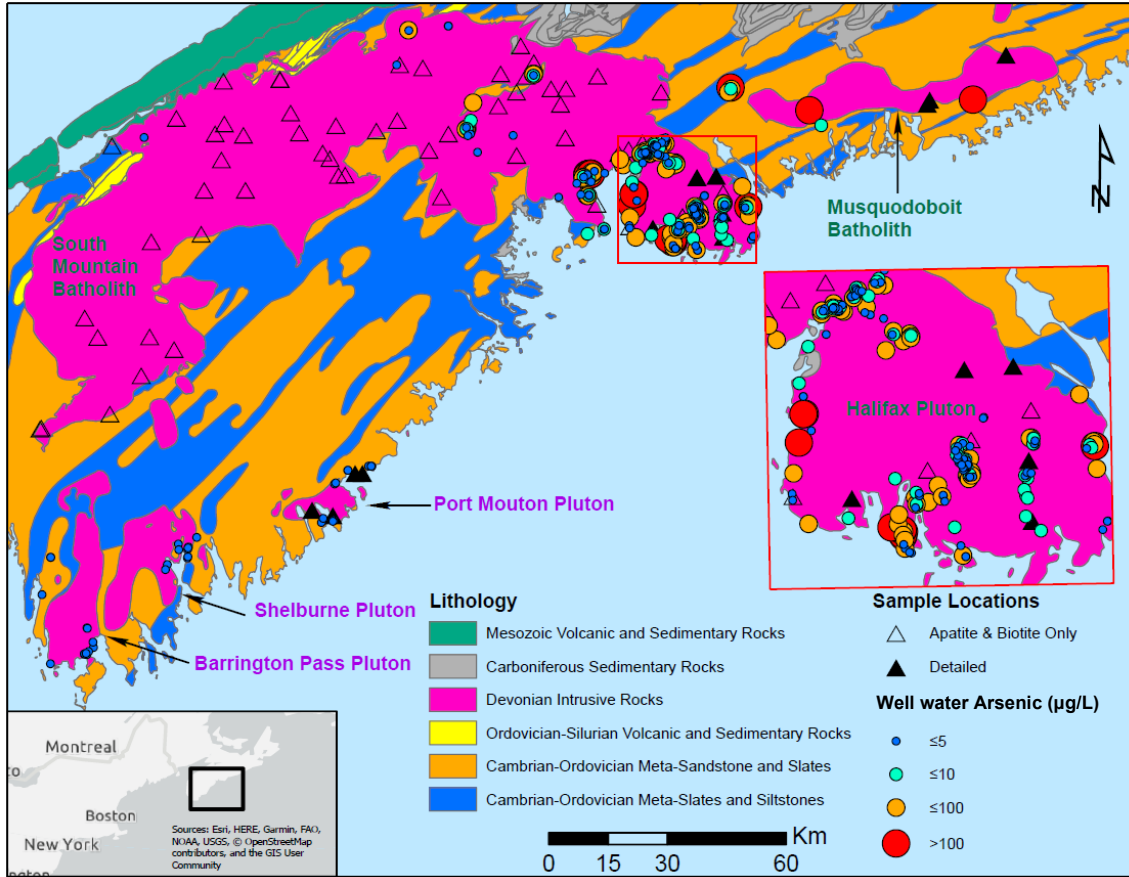 South
Mountain
Batholith
Musquodoboit
Batholith
N
Halifax Pluton
Port Mouton Pluton
Shelburne Pluton
Barrington Pass Pluton
Lithology
Mesozoic Volcanic and Sedimentary Rocks
Carboniferous Sedimentary Rocks
Devonian Intrusive Rocks
Ordovician-Silurian Volcanic and Sedimentary Rocks
Cambrian-Ordovician Meta-Sandstone and Slates
Cambrian-Ordovician Meta-Slates and Siltstones
Sample Locations
Apatite & Biotite Only
Detailed
Well water Arsenic (µg/L)
≤5
≤10
≤100
>100
Km
0 15 30 60
Montreal
co
Boston
New York
ngton
Sources: Esri, HERE, Garmin, FAO,
NOAA, USGS, © OpenStreetMap
contributors, and the GIS User
Community